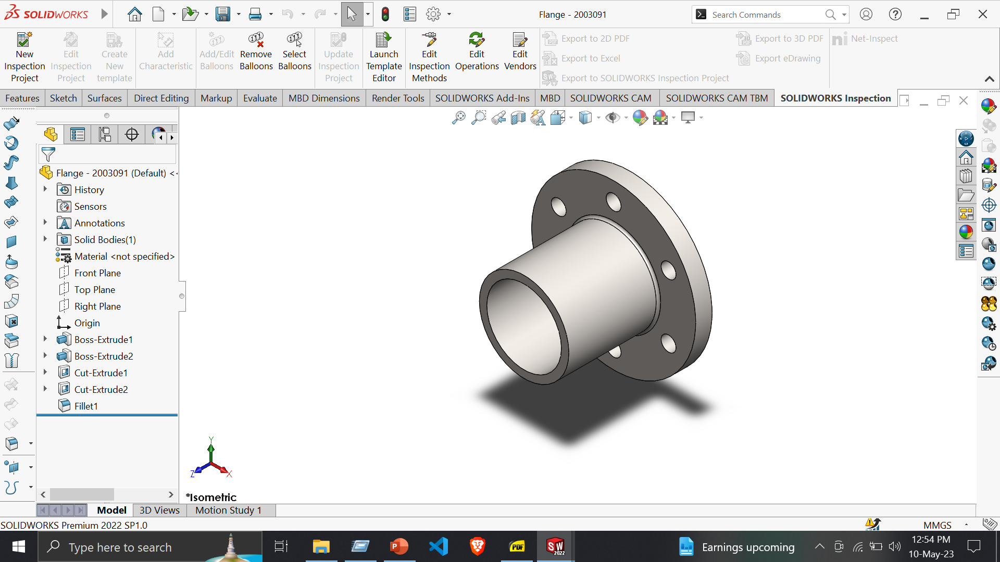 SOLIDWORKS
Flange - 2003091
Search Commands
New Inspection Project
Edit Inspection Project
Create New template
Add Characteristic
Add/Edit Balloons
Remove Balloons
Select Balloons
Update Inspection Project
Launch Template Editor
Edit Inspection Methods
Edit Operations
Edit Vendors
Export to 2D PDF
Export to Excel
Export to SOLIDWORKS Inspection Project
Export to 3D PDF
Export eDrawing
Net-Inspect
Features Sketch Surfaces Direct Editing Markup Evaluate MBD Dimensions Render Tools SOLIDWORKS Add-Ins MBD SOLIDWORKS CAM SOLIDWORKS CAM TBM SOLIDWORKS Inspection
Flange - 2003091 (Default) <
History
Sensors
Annotations
Solid Bodies(1)
Material <not specified>
Front Plane
Top Plane
Right Plane
Origin
Boss-Extrude1
Boss-Extrude2
Cut-Extrude1
Cut-Extrude2
Fillet1
Y
Z
X
*Isometric
Model 3D Views Motion Study 1
SOLIDWORKS Premium 2022 SP1.0
MMGS
Type here to search
PDF
SW
2022
Earnings upcoming
12:54 PM
10-May-23